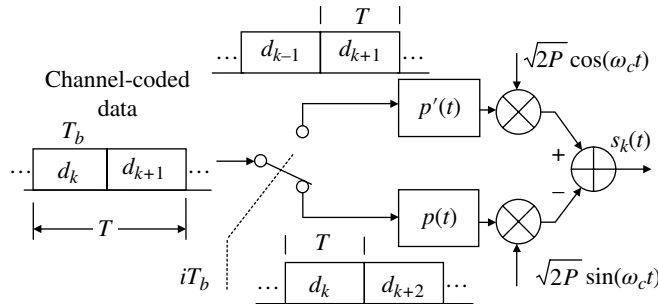 T
… d_{k-1} d_{k+1} …
√2P cos(ω_c t)
Channel-coded
data
T_b
… d_k d_{k+1} …
T
p′(t)
+
s_k(t)
−
p(t)
T
iT_b
… d_k d_{k+2} …
√2P sin(ω_c t)